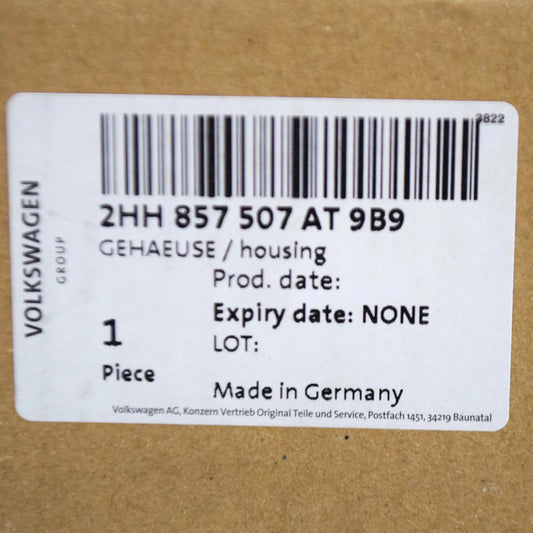 3822
2HH 857 507 AT 9B9
GEHAEUSE / housing
Prod. date:
Expiry date: NONE
LOT:
1
Piece
Made in Germany
Volkswagen AG, Konzern Vertrieb Original Teile und Service, Postfach 1451, 34219 Baunatal
VOLKSWAGEN
GROUP